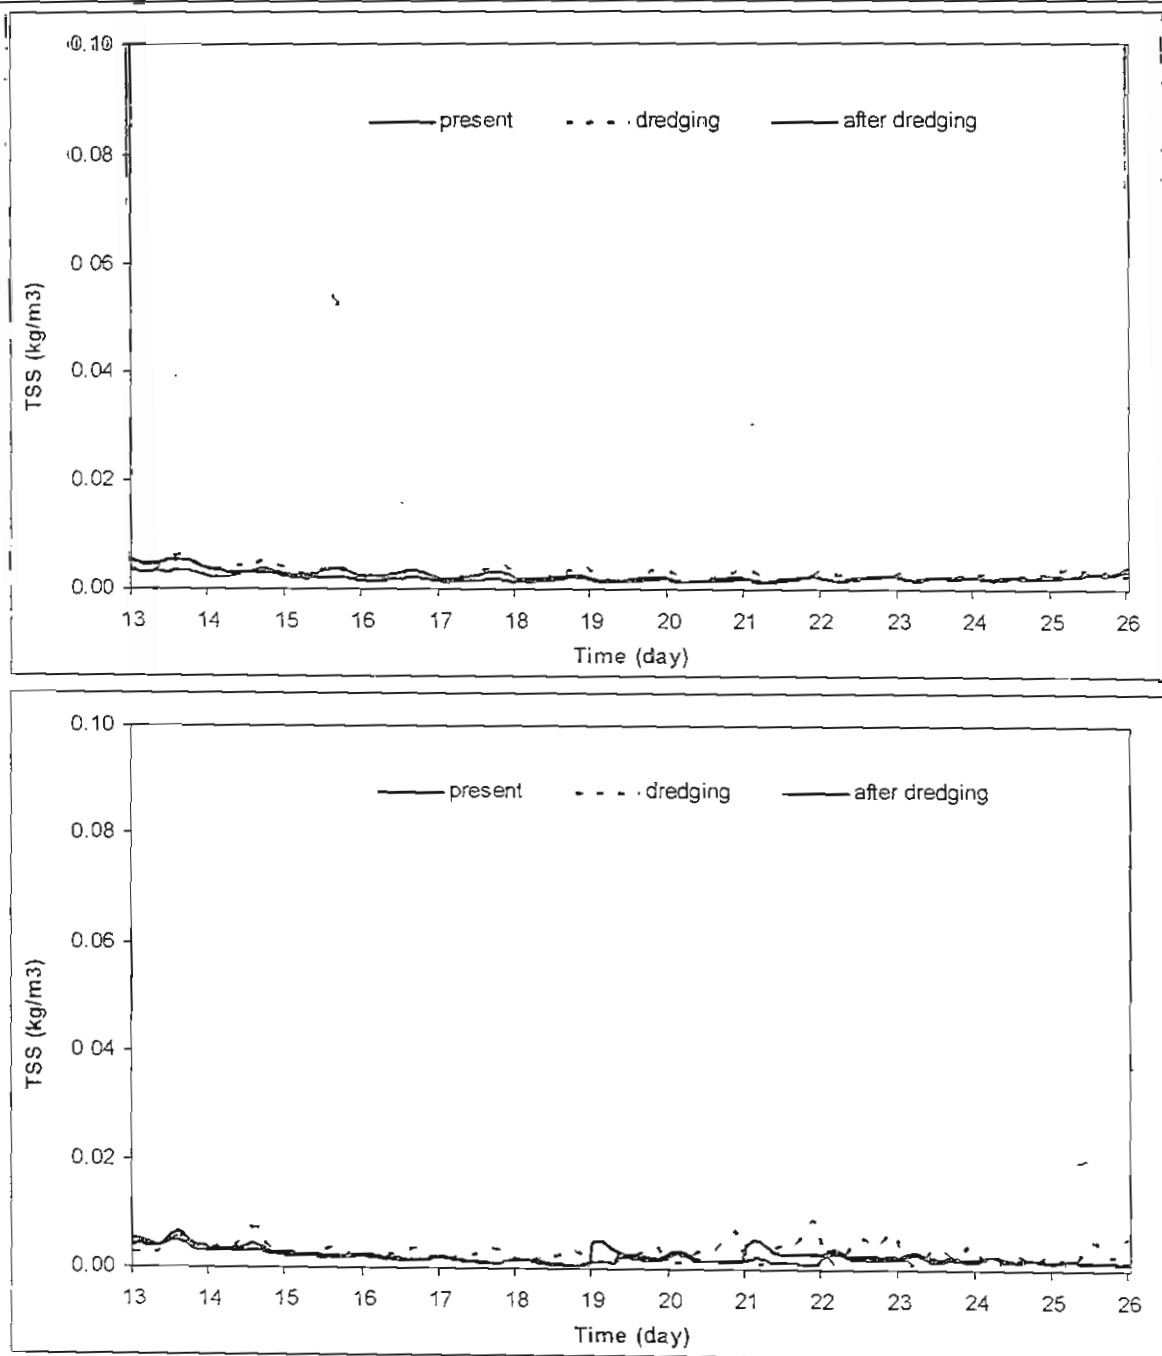 0.10
present dredging after dredging
0.08
0.06
TSS (kg/m3)
0.04
0.02
0.00
13 14 15 16 17 18 19 20 21 22 23 24 25 26
Time (day)
0.10
present dredging after dredging
0.08
0.06
TSS (kg/m3)
0.04
0.02
0.00
13 14 15 16 17 18 19 20 21 22 23 24 25 26
Time (day)